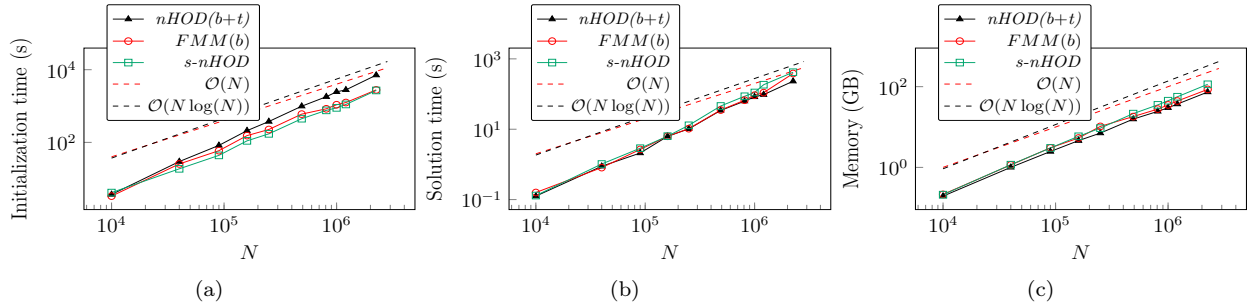 nHOD(b+t)
FMM(b)
s-nHOD
O(N)
O(N log(N))
Initialization time (s)
10^4
10^2
10^4
10^5
10^6
N
(a)
nHOD(b+t)
FMM(b)
s-nHOD
O(N)
O(N log(N))
Solution time (s)
10^3
10^1
10^−1
10^4
10^5
10^6
N
(b)
nHOD(b+t)
FMM(b)
s-nHOD
O(N)
O(N log(N))
Memory (GB)
10^2
10^0
10^4
10^5
10^6
N
(c)